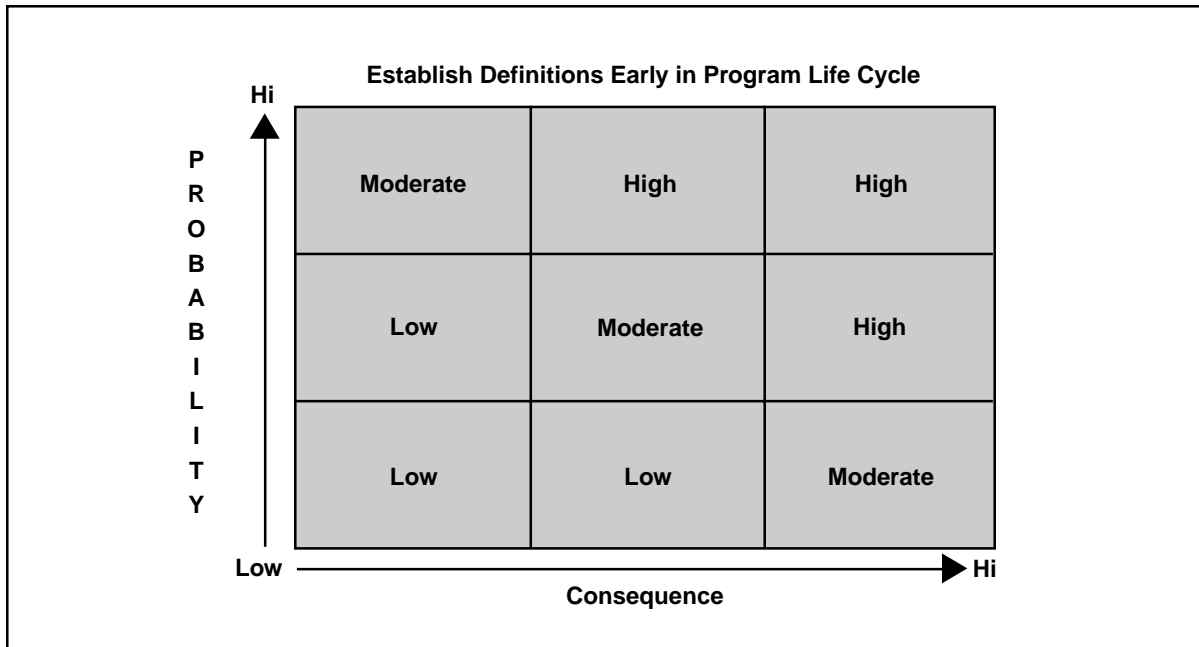 Establish Definitions Early in Program Life Cycle
Hi
P
R
O
B
A
B
I
L
I
T
Y
Moderate High High
Low Moderate High
Low Low Moderate
Low
Hi
Consequence